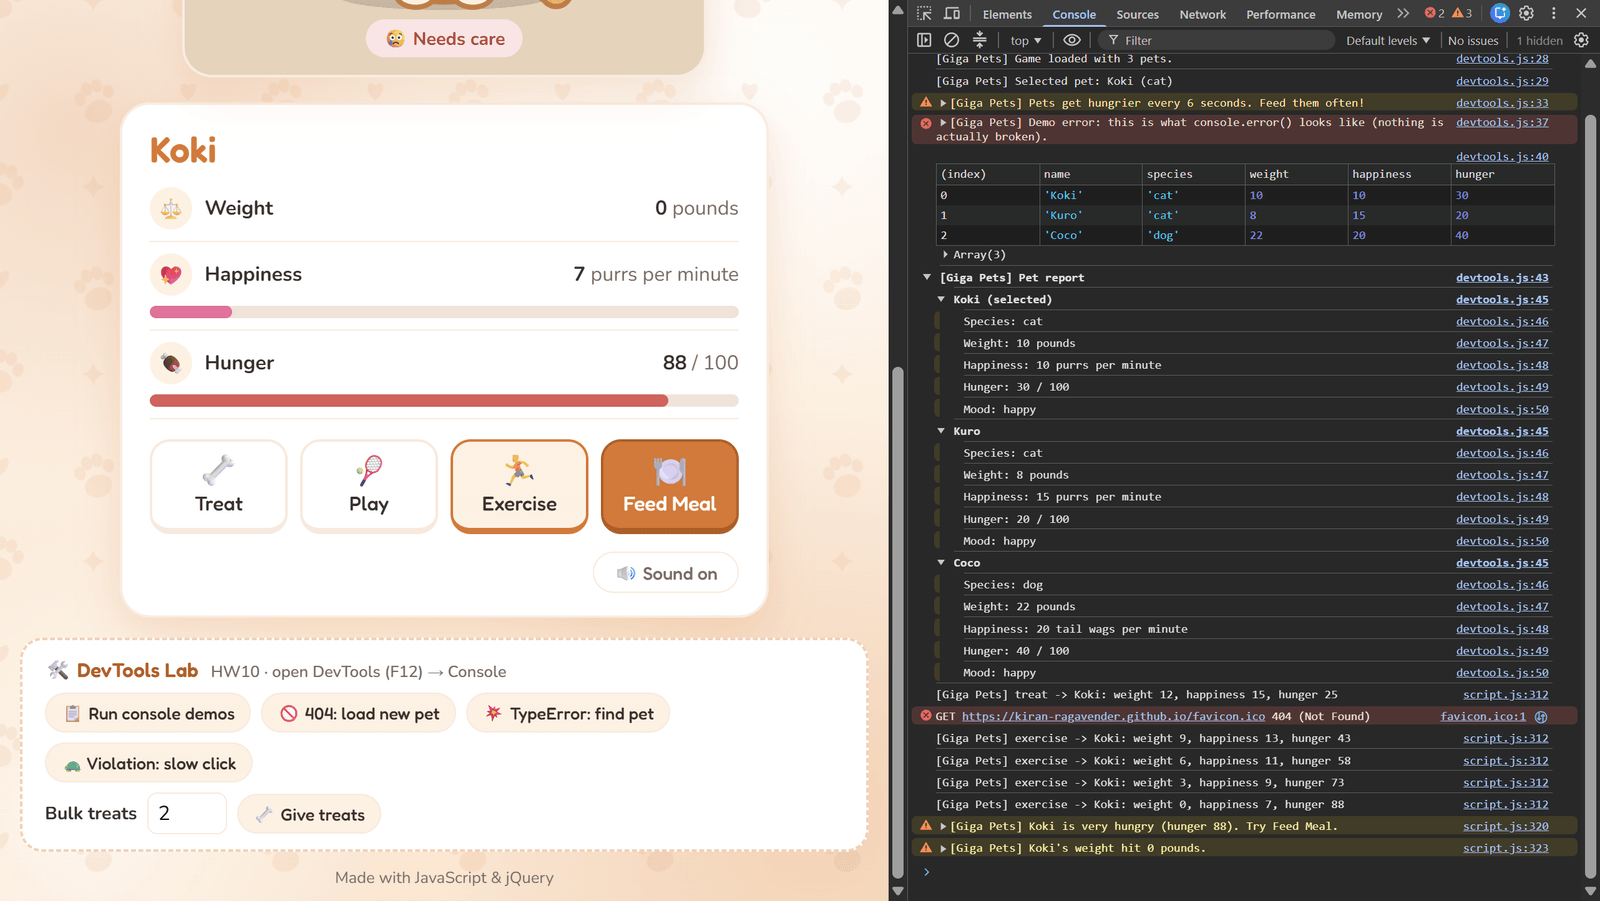 Needs care
Koki
Weight
0 pounds
Happiness
7 purrs per minute
Hunger
88 / 100
Treat
Play
Exercise
Feed Meal
Sound on
DevTools Lab HW10 · open DevTools (F12) → Console
Run console demos
404: load new pet
TypeError: find pet
Violation: slow click
Bulk treats 2 Give treats
Made with JavaScript & jQuery
Elements Console Sources Network Performance Memory 2 3
top Filter Default levels No issues 1 hidden
[Giga Pets] Game loaded with 3 pets. devtools.js:28
[Giga Pets] Selected pet: Koki (cat) devtools.js:29
[Giga Pets] Pets get hungrier every 6 seconds. Feed them often! devtools.js:33
[Giga Pets] Demo error: this is what console.error() looks like (nothing is devtools.js:37
actually broken).
devtools.js:40
(index) name species weight happiness hunger
0 'Koki' 'cat' 10 10 30
1 'Kuro' 'cat' 8 15 20
2 'Coco' 'dog' 22 20 40
Array(3)
[Giga Pets] Pet report devtools.js:43
Koki (selected) devtools.js:45
Species: cat devtools.js:46
Weight: 10 pounds devtools.js:47
Happiness: 10 purrs per minute devtools.js:48
Hunger: 30 / 100 devtools.js:49
Mood: happy devtools.js:50
Kuro devtools.js:45
Species: cat devtools.js:46
Weight: 8 pounds devtools.js:47
Happiness: 15 purrs per minute devtools.js:48
Hunger: 20 / 100 devtools.js:49
Mood: happy devtools.js:50
Coco devtools.js:45
Species: dog devtools.js:46
Weight: 22 pounds devtools.js:47
Happiness: 20 tail wags per minute devtools.js:48
Hunger: 40 / 100 devtools.js:49
Mood: happy devtools.js:50
[Giga Pets] treat -> Koki: weight 12, happiness 15, hunger 25 script.js:312
GET https://kiran-ragavender.github.io/favicon.ico 404 (Not Found) favicon.ico:1
[Giga Pets] exercise -> Koki: weight 9, happiness 13, hunger 43 script.js:312
[Giga Pets] exercise -> Koki: weight 6, happiness 11, hunger 58 script.js:312
[Giga Pets] exercise -> Koki: weight 3, happiness 9, hunger 73 script.js:312
[Giga Pets] exercise -> Koki: weight 0, happiness 7, hunger 88 script.js:312
[Giga Pets] Koki is very hungry (hunger 88). Try Feed Meal. script.js:320
[Giga Pets] Koki's weight hit 0 pounds. script.js:323